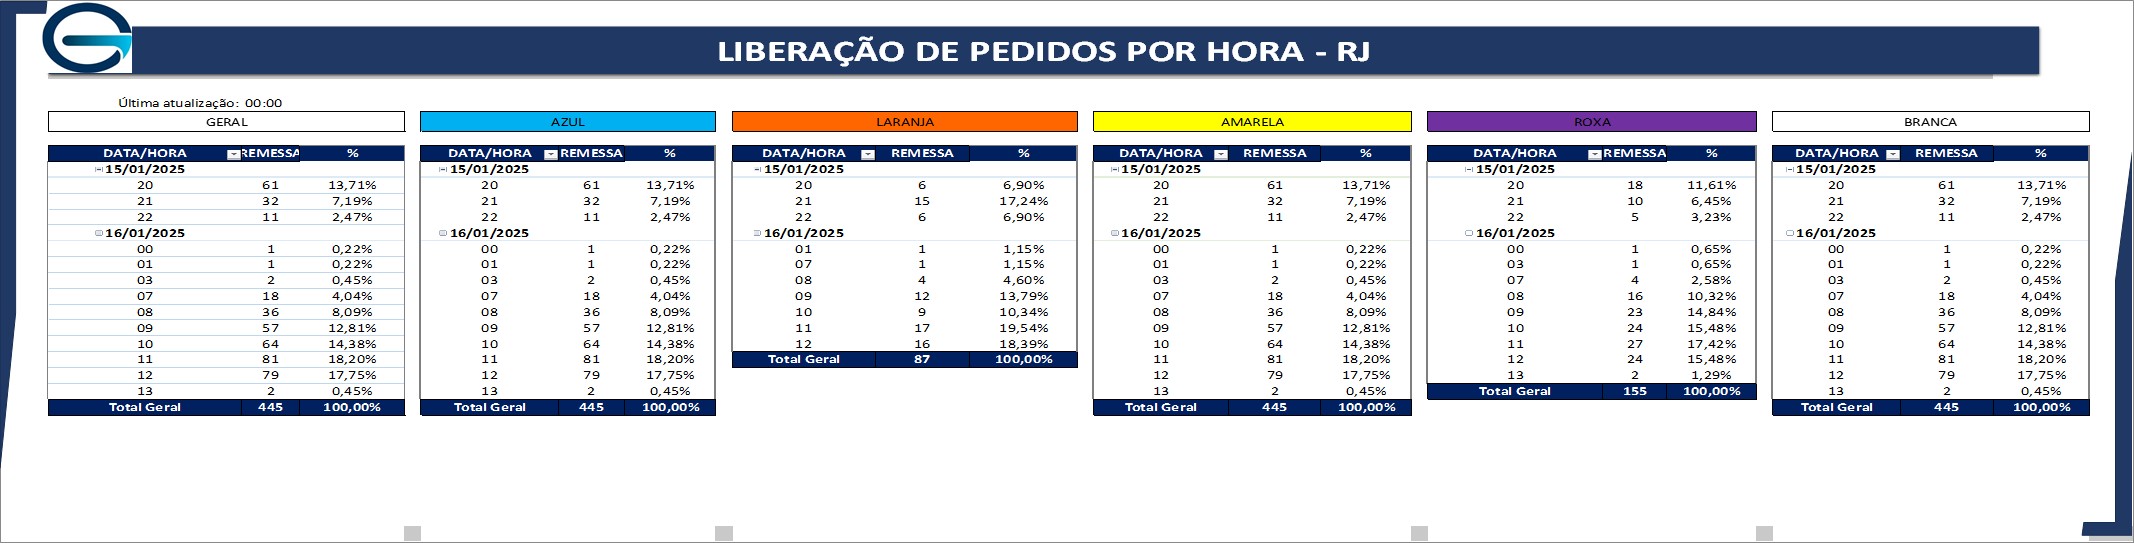 LIBERAÇÃO DE PEDIDOS POR HORA - RJ
Última atualização: 00:00
GERAL AZUL LARANJA AMARELA ROXA BRANCA
DATA/HORA REMESSA % DATA/HORA REMESSA % DATA/HORA REMESSA % DATA/HORA REMESSA % DATA/HORA REMESSA % DATA/HORA REMESSA %
15/01/2025 15/01/2025 15/01/2025 15/01/2025 15/01/2025 15/01/2025
20 61 13,71% 20 61 13,71% 20 6 6,90% 20 61 13,71% 20 18 11,61% 20 61 13,71%
21 32 7,19% 21 32 7,19% 21 15 17,24% 21 32 7,19% 21 10 6,45% 21 32 7,19%
22 11 2,47% 22 11 2,47% 22 6 6,90% 22 11 2,47% 22 5 3,23% 22 11 2,47%
16/01/2025 16/01/2025 16/01/2025 16/01/2025 16/01/2025 16/01/2025
00 1 0,22% 00 1 0,22% 01 1 1,15% 00 1 0,22% 00 1 0,65% 00 1 0,22%
01 1 0,22% 01 1 0,22% 07 1 1,15% 01 1 0,22% 03 1 0,65% 01 1 0,22%
03 2 0,45% 03 2 0,45% 08 4 4,60% 03 2 0,45% 07 4 2,58% 03 2 0,45%
07 18 4,04% 07 18 4,04% 09 12 13,79% 07 18 4,04% 08 16 10,32% 07 18 4,04%
08 36 8,09% 08 36 8,09% 10 9 10,34% 08 36 8,09% 09 23 14,84% 08 36 8,09%
09 57 12,81% 09 57 12,81% 11 17 19,54% 09 57 12,81% 10 24 15,48% 09 57 12,81%
10 64 14,38% 10 64 14,38% 12 16 18,39% 10 64 14,38% 11 27 17,42% 10 64 14,38%
11 81 18,20% 11 81 18,20% Total Geral 87 100,00% 11 81 18,20% 12 24 15,48% 11 81 18,20%
12 79 17,75% 12 79 17,75% 12 79 17,75% 13 2 1,29% 12 79 17,75%
13 2 0,45% 13 2 0,45% 13 2 0,45% Total Geral 155 100,00% 13 2 0,45%
Total Geral 445 100,00% Total Geral 445 100,00% Total Geral 445 100,00% Total Geral 445 100,00%